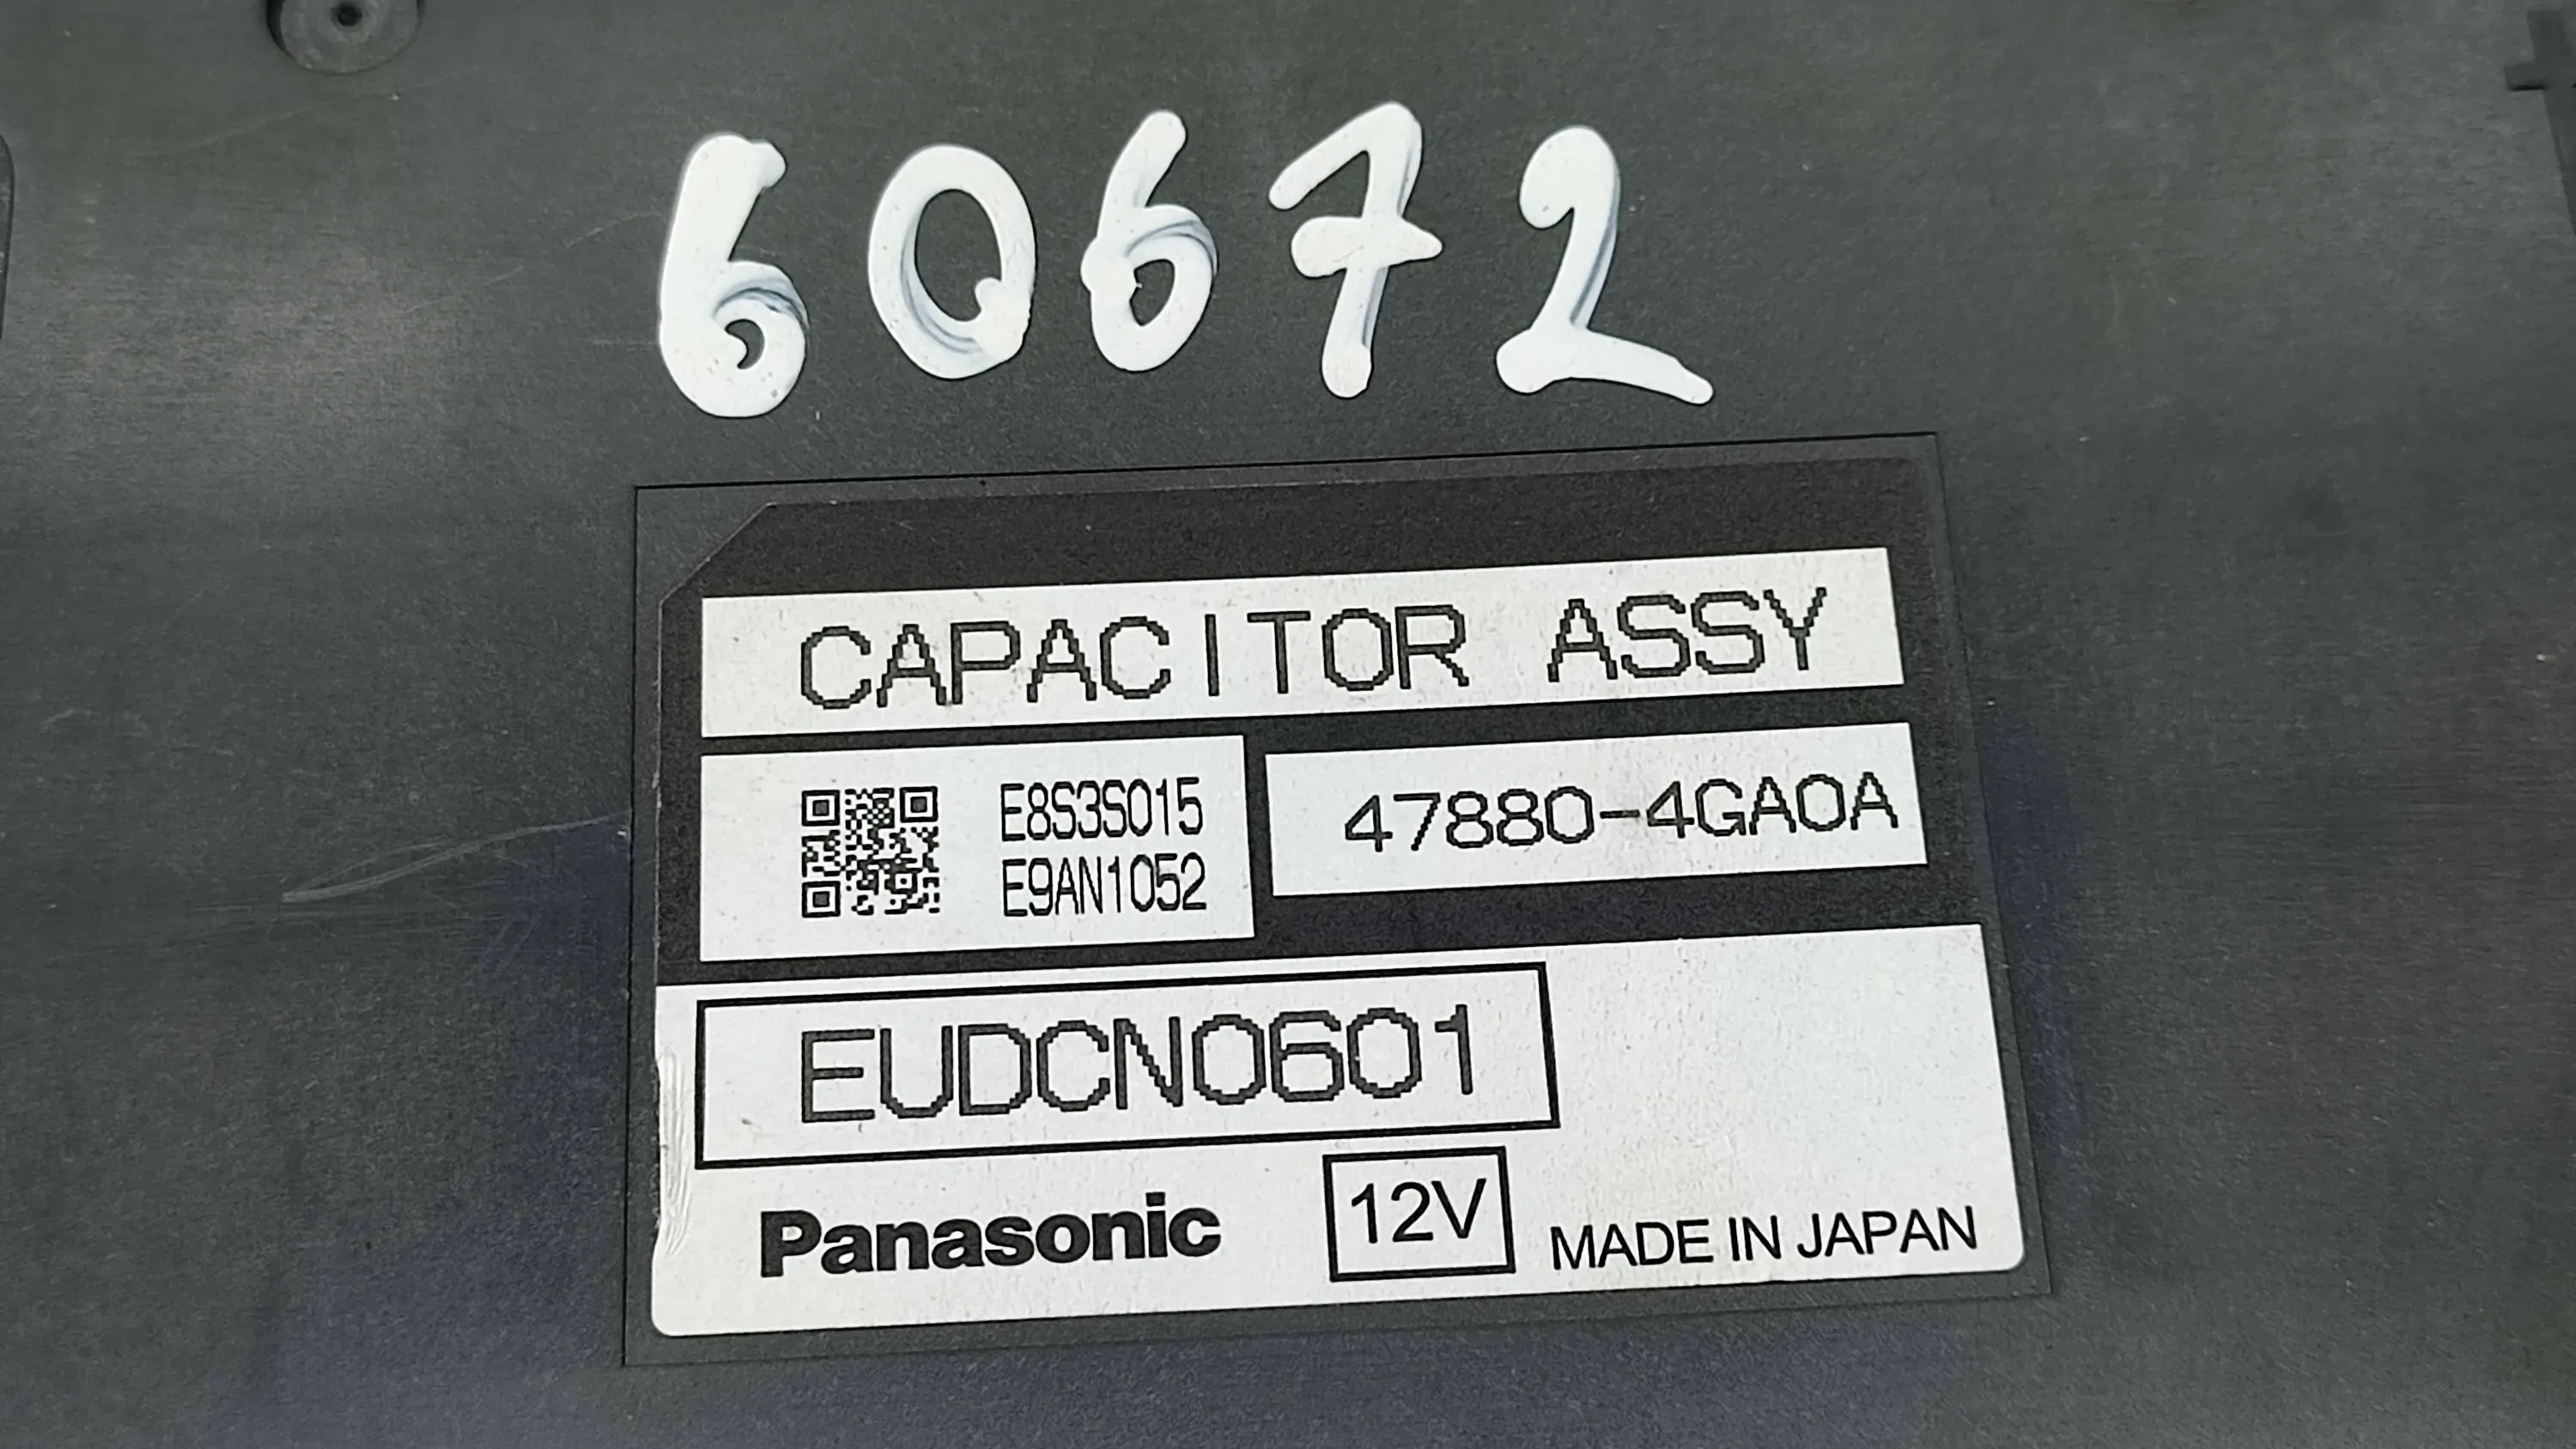 60672
CAPACITOR ASSY
E8S3S015
E9AN1052
47880-4GA0A
EUDCN0601
Panasonic
12V
MADE IN JAPAN